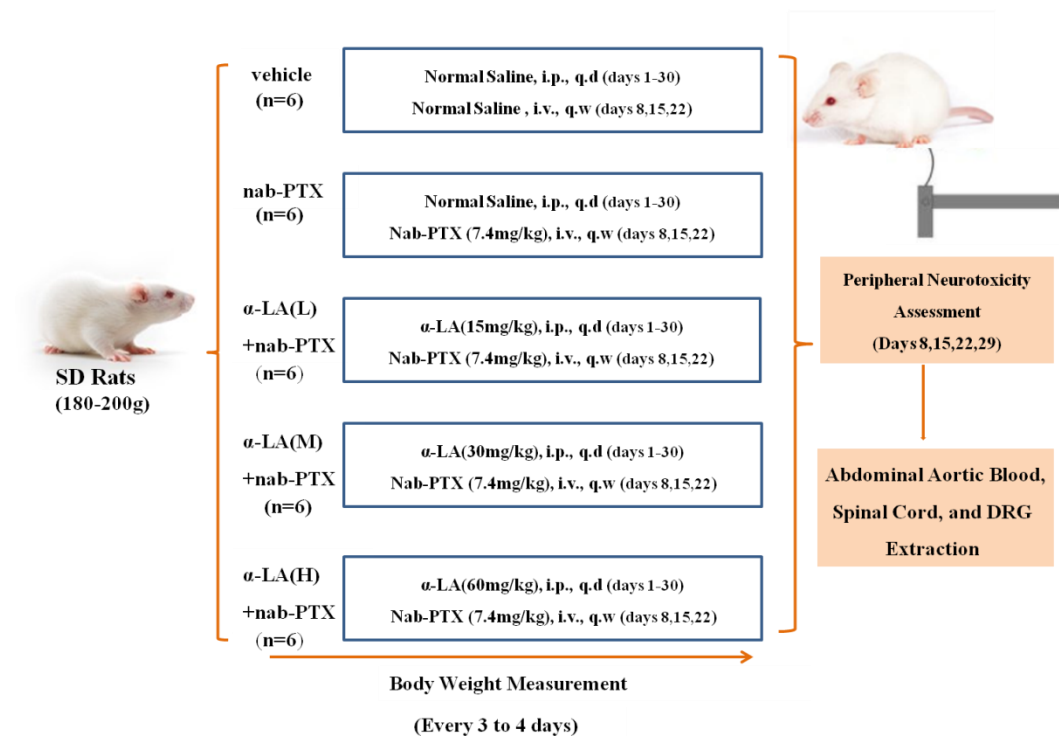 SD Rats
(180-200g)
vehicle
(n=6)
Normal Saline, i.p., q.d (days 1-30)
Normal Saline , i.v., q.w (days 8,15,22)
nab-PTX
(n=6)
Normal Saline, i.p., q.d (days 1-30)
Nab-PTX (7.4mg/kg), i.v., q.w (days 8,15,22)
α-LA(L)
+nab-PTX
(n=6)
α-LA(15mg/kg), i.p., q.d (days 1-30)
Nab-PTX (7.4mg/kg), i.v., q.w (days 8,15,22)
α-LA(M)
+nab-PTX
(n=6)
α-LA(30mg/kg), i.p., q.d (days 1-30)
Nab-PTX (7.4mg/kg), i.v., q.w (days 8,15,22)
α-LA(H)
+nab-PTX
(n=6)
α-LA(60mg/kg), i.p., q.d (days 1-30)
Nab-PTX (7.4mg/kg), i.v., q.w (days 8,15,22)
Body Weight Measurement
(Every 3 to 4 days)
Peripheral Neurotoxicity
Assessment
(Days 8,15,22,29)
Abdominal Aortic Blood,
Spinal Cord, and DRG
Extraction